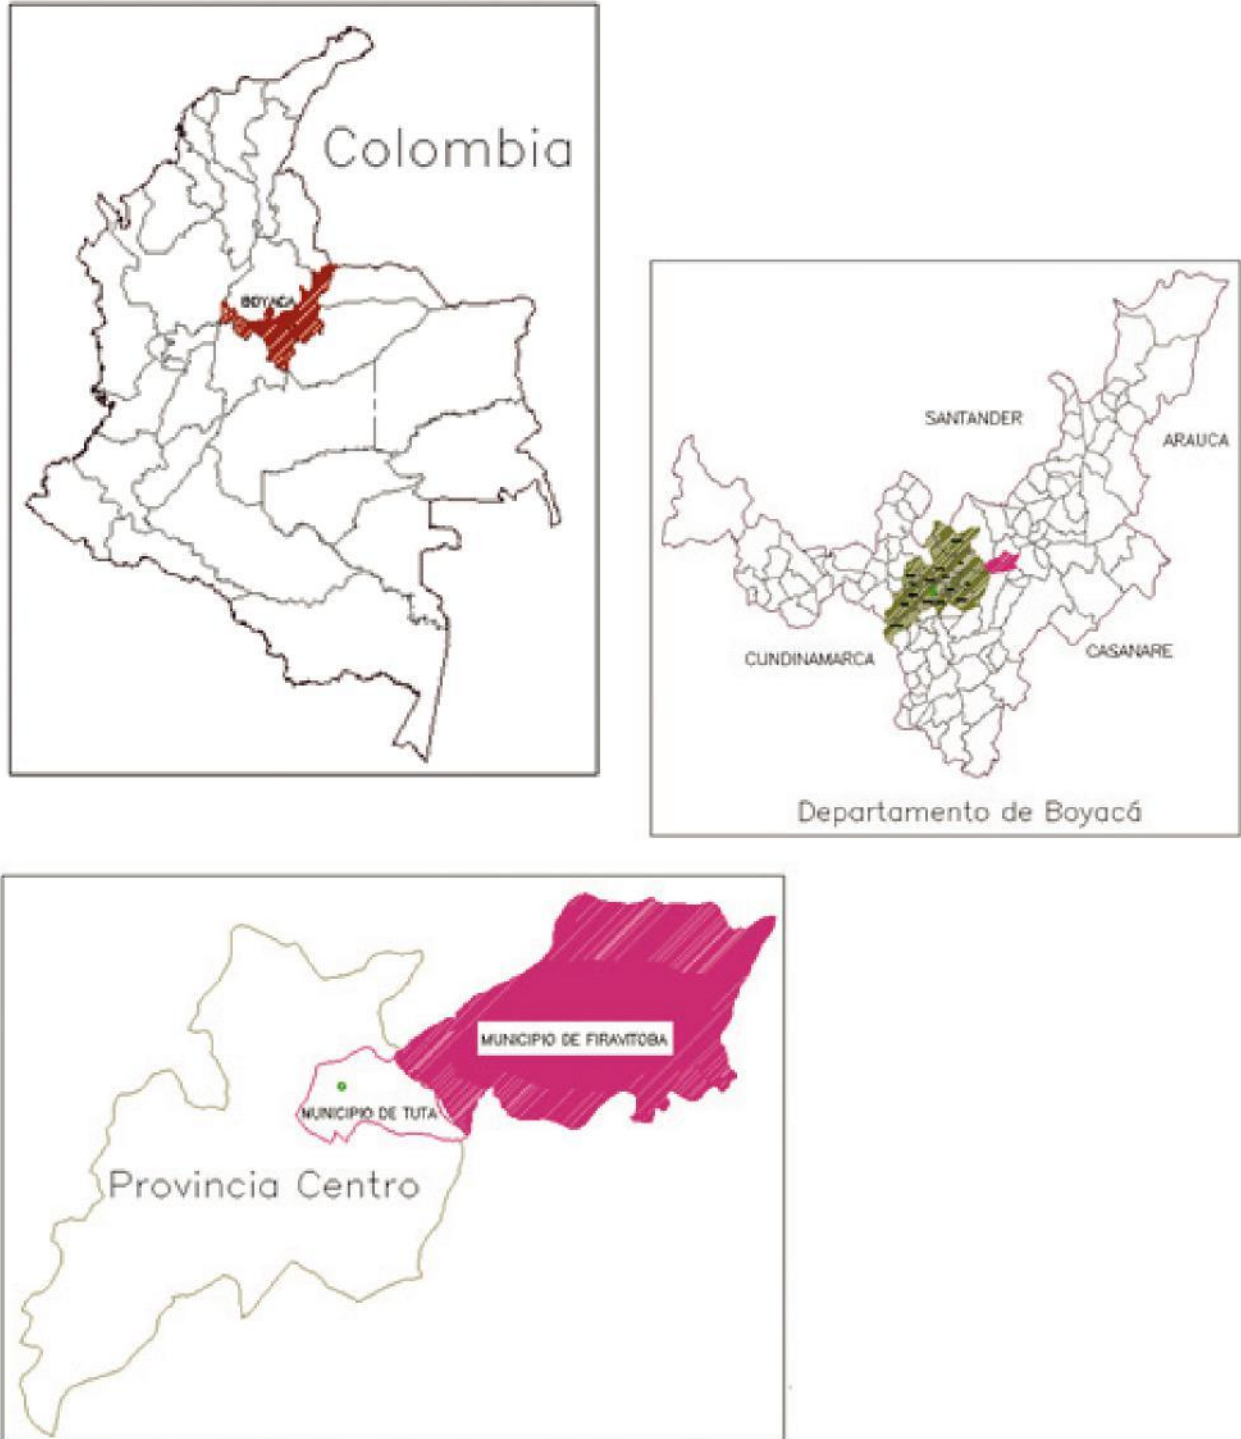 Colombia
BOYACA
SANTANDER
ARAUCA
CUNDINAMARCA
CASANARE
Departamento de Boyacá
MUNICIPIO DE FIRAVITOBA
MUNICIPIO DE TUTA
Provincia Centro